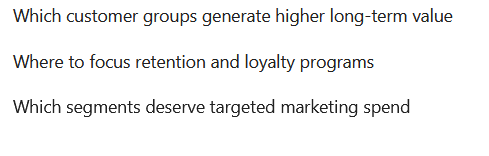 Which customer groups generate higher long-term value
Where to focus retention and loyalty programs
Which segments deserve targeted marketing spend